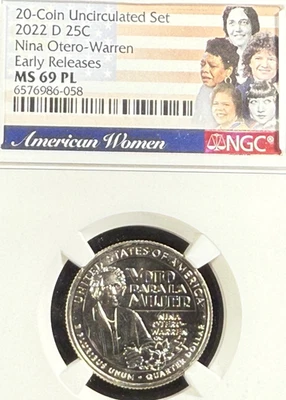 20-Coin Uncirculated Set
2022 D 25C
Nina Otero-Warren
Early Releases
MS 69 PL
6576986-058
American Women
NGC
UNITED STATES OF AMERICA
VOTO
PARA LA
MUJER
NINA
OTERO-
WARREN
E PLURIBUS UNUM
QUARTER DOLLAR